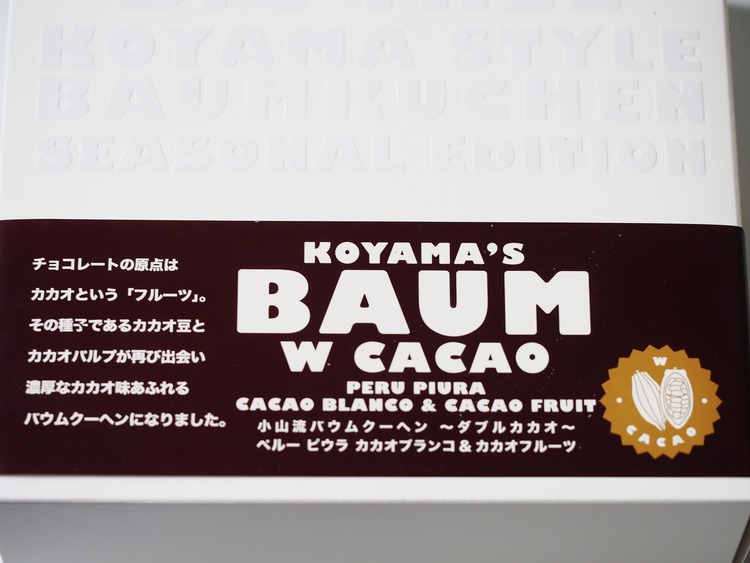 BIG TREE
KOYAMA STYLE
BAUMKUCHEN
SEASONAL EDITION
チョコレートの原点は
カカオという「フルーツ」。
その種子であるカカオ豆と
カカオパルプが再び出会い
濃厚なカカオ味あふれる
バウムクーヘンになりました。
KOYAMA'S
BAUM
W CACAO
PERU PIURA
CACAO BLANCO & CACAO FRUIT
小山流バウムクーヘン ～ダブルカカオ～
ペルー ピウラ カカオブランコ&カカオフルーツ
W
CACAO